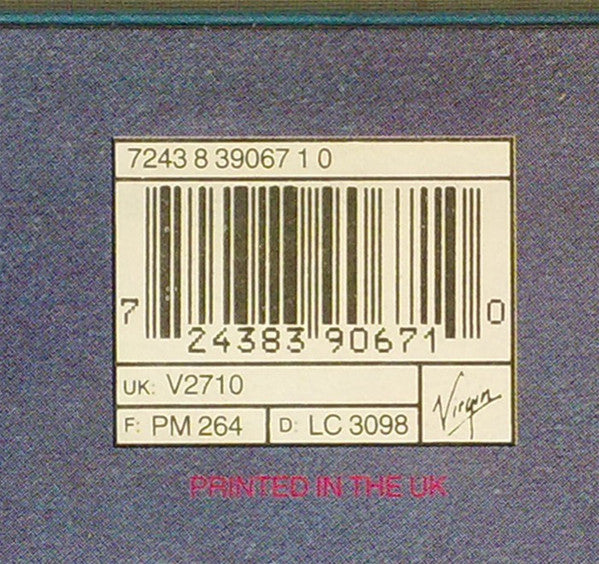 7243 8 39067 1 0
7 24383 90671 0
UK: V2710
F: PM 264 D: LC 3098
Virgin
PRINTED IN THE UK